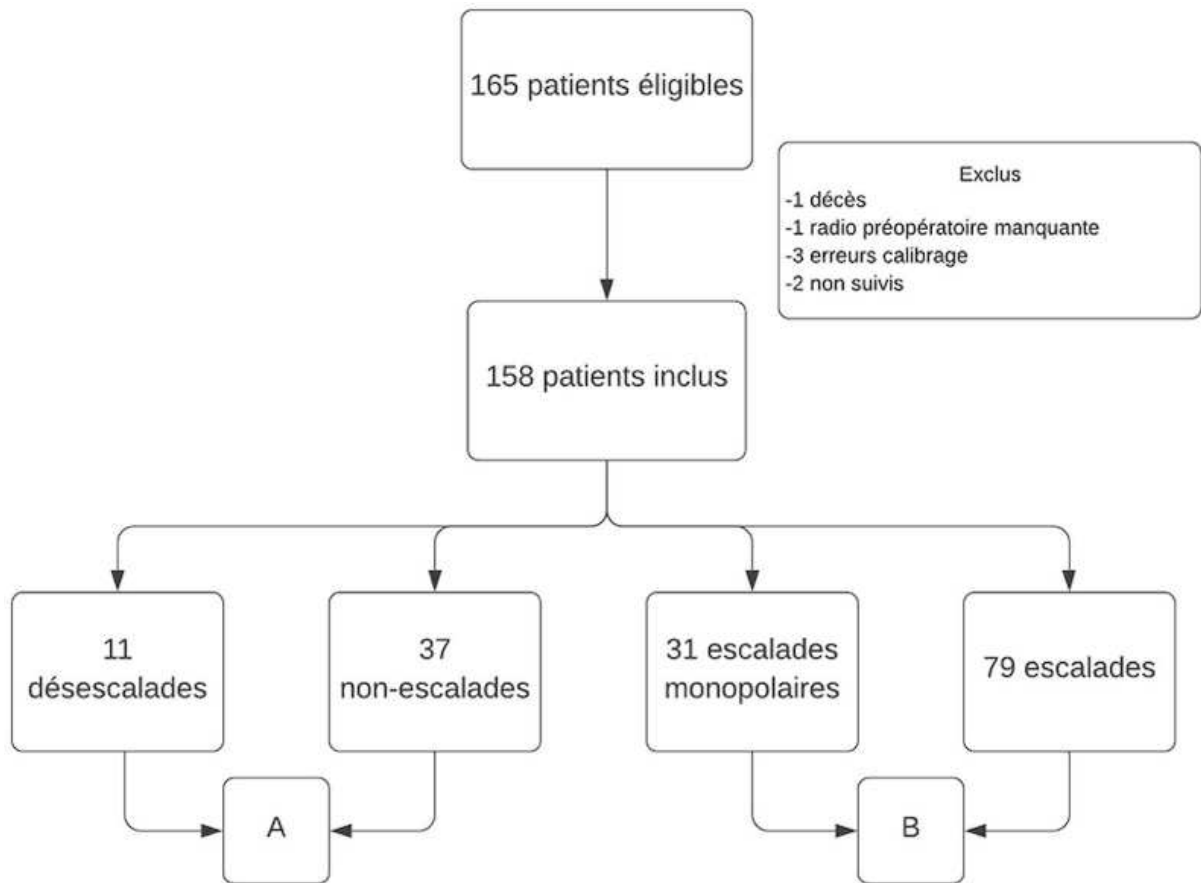 165 patients éligibles
Exclus
-1 décès
-1 radio préopératoire manquante
-3 erreurs calibrage
-2 non suivis
158 patients inclus
11
désescalades
37
non-escalades
31 escalades
monopolaires
79 escalades
A
B